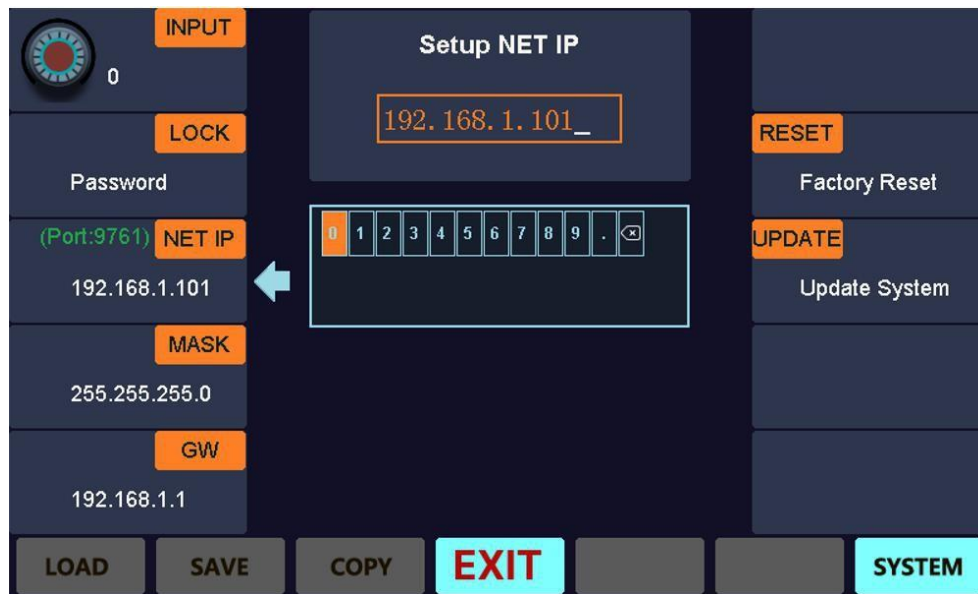 INPUT
0
LOCK
Password
(Port:9761) NET IP
192.168.1.101
MASK
255.255.255.0
GW
192.168.1.1
Setup NET IP
192.168.1.101_
0 1 2 3 4 5 6 7 8 9 .
RESET
Factory Reset
UPDATE
Update System
LOAD SAVE COPY EXIT SYSTEM